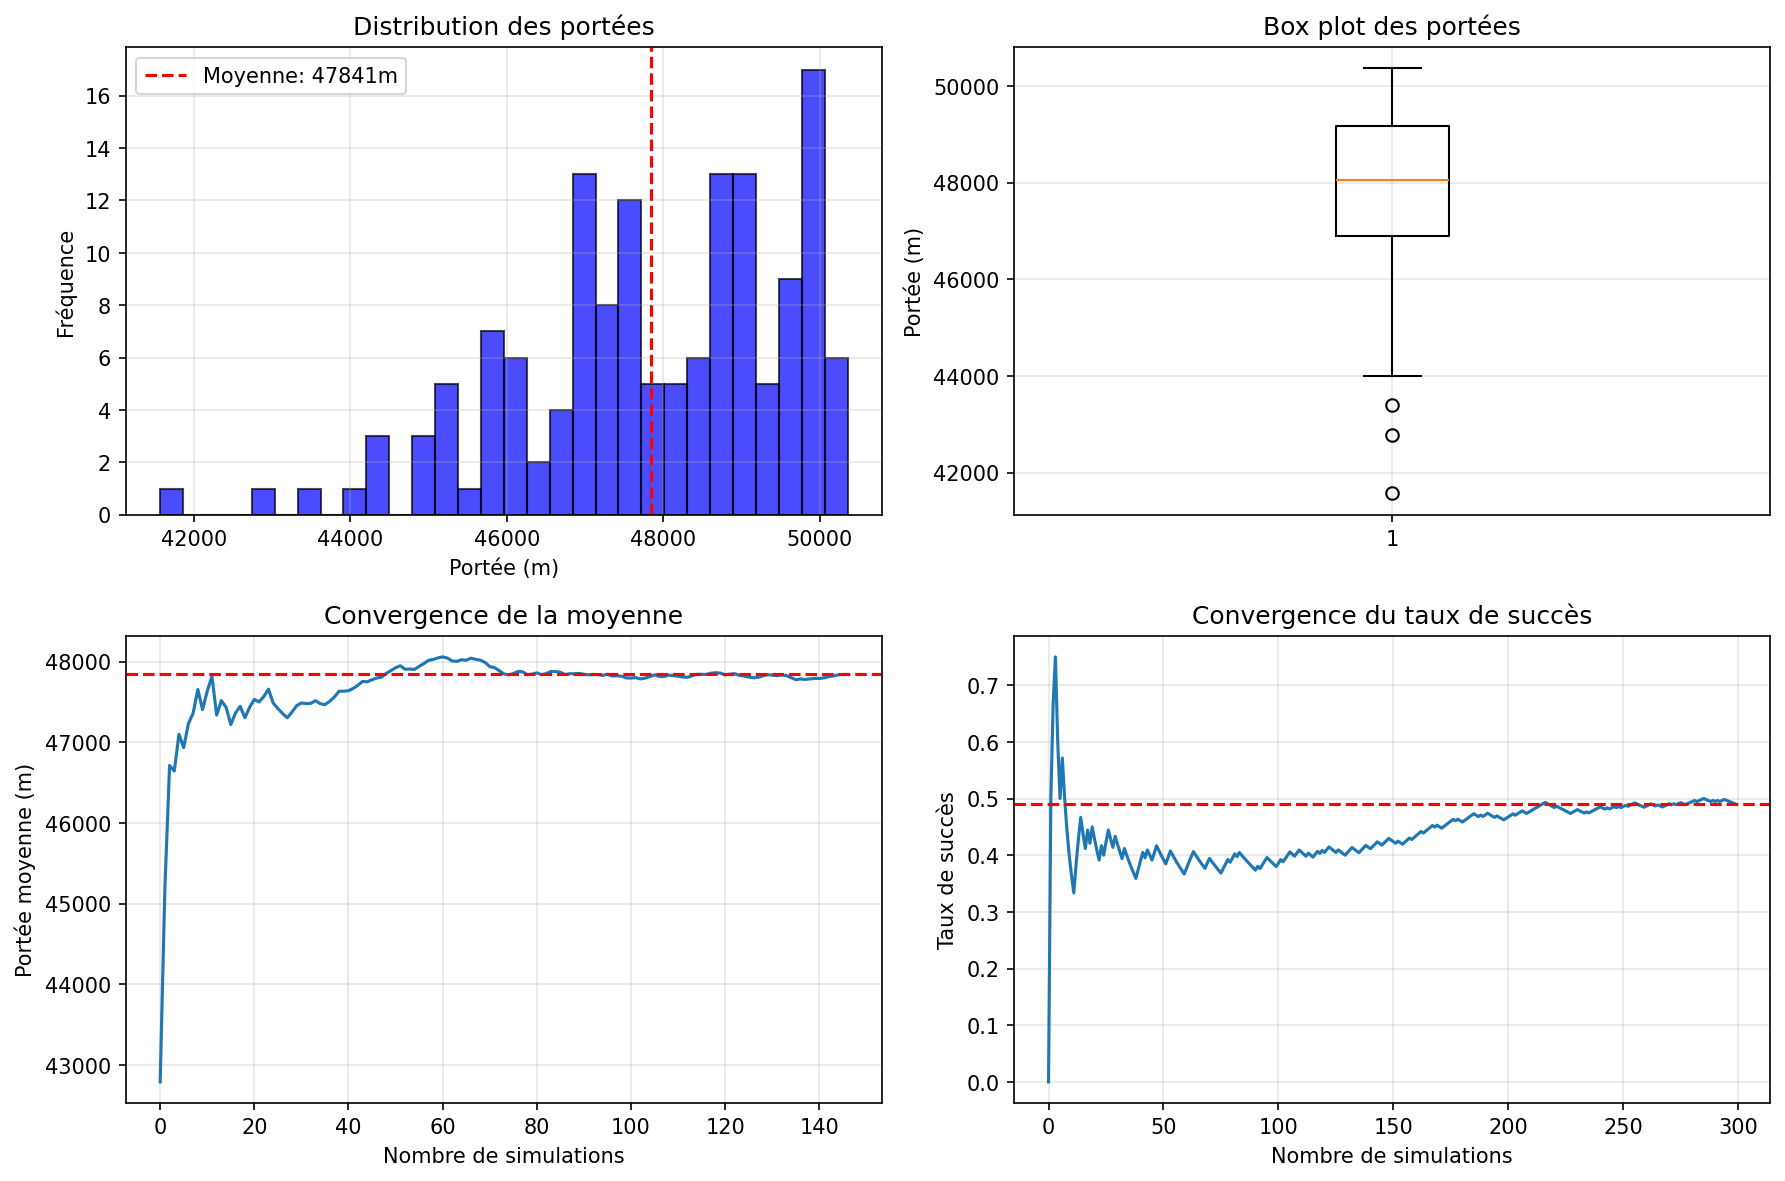 Distribution des portées
Moyenne: 47841m
Fréquence
16
14
12
10
8
6
4
2
0
42000 44000 46000 48000 50000
Portée (m)
Box plot des portées
Portée (m)
50000
48000
46000
44000
42000
1
Convergence de la moyenne
Portée moyenne (m)
48000
47000
46000
45000
44000
43000
0 20 40 60 80 100 120 140
Nombre de simulations
Convergence du taux de succès
Taux de succès
0.7
0.6
0.5
0.4
0.3
0.2
0.1
0.0
0 50 100 150 200 250 300
Nombre de simulations